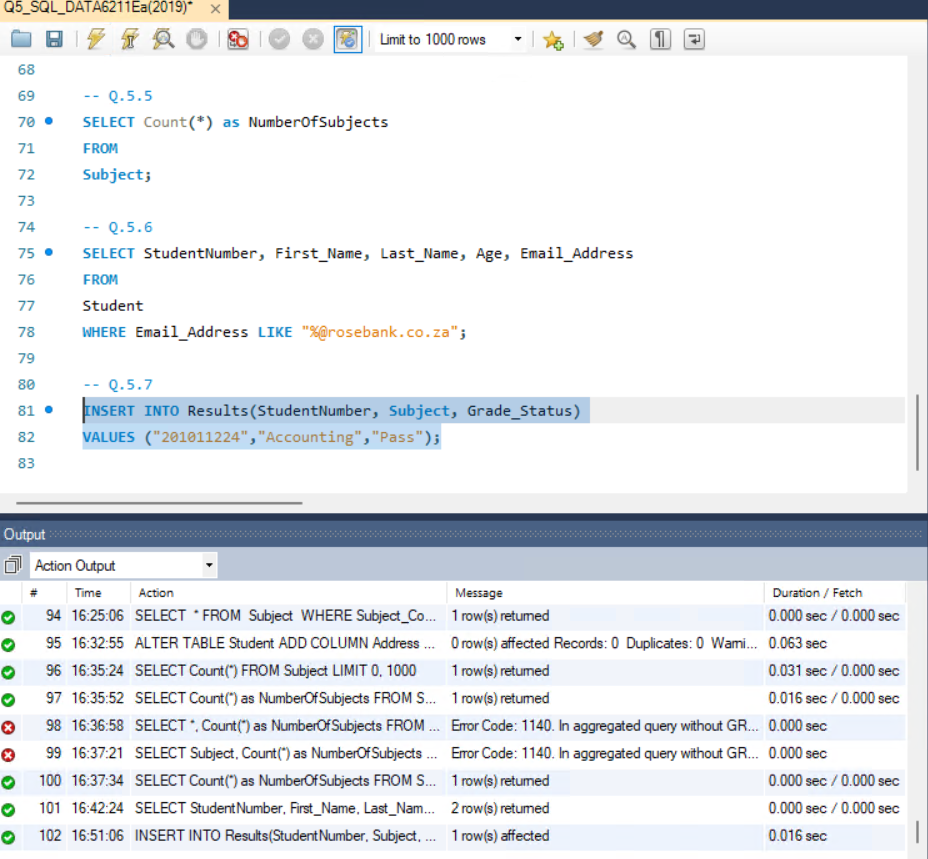 Q5_SQL_DATA6211Ea(2019)* ×
Limit to 1000 rows
68
69 -- Q.5.5
70 SELECT Count(*) as NumberOfSubjects
71 FROM
72 Subject;
73
74 -- Q.5.6
75 SELECT StudentNumber, First_Name, Last_Name, Age, Email_Address
76 FROM
77 Student
78 WHERE Email_Address LIKE "%@rosebank.co.za";
79
80 -- Q.5.7
81 INSERT INTO Results(StudentNumber, Subject, Grade_Status)
82 VALUES ("201011224","Accounting","Pass");
83
Output
Action Output
# Time Action Message Duration / Fetch
94 16:25:06 SELECT * FROM Subject WHERE Subject_Co... 1 row(s) returned 0.000 sec / 0.000 sec
95 16:32:55 ALTER TABLE Student ADD COLUMN Address ... 0 row(s) affected Records: 0 Duplicates: 0 Warni... 0.063 sec
96 16:35:24 SELECT Count(*) FROM Subject LIMIT 0, 1000 1 row(s) returned 0.031 sec / 0.000 sec
97 16:35:52 SELECT Count(*) as NumberOfSubjects FROM S... 1 row(s) returned 0.016 sec / 0.000 sec
98 16:36:58 SELECT *, Count(*) as NumberOfSubjects FROM ... Error Code: 1140. In aggregated query without GR... 0.000 sec
99 16:37:21 SELECT Subject, Count(*) as NumberOfSubjects ... Error Code: 1140. In aggregated query without GR... 0.000 sec
100 16:37:34 SELECT Count(*) as NumberOfSubjects FROM S... 1 row(s) returned 0.000 sec / 0.000 sec
101 16:42:24 SELECT StudentNumber, First_Name, Last_Nam... 2 row(s) returned 0.000 sec / 0.000 sec
102 16:51:06 INSERT INTO Results(StudentNumber, Subject, ... 1 row(s) affected 0.016 sec